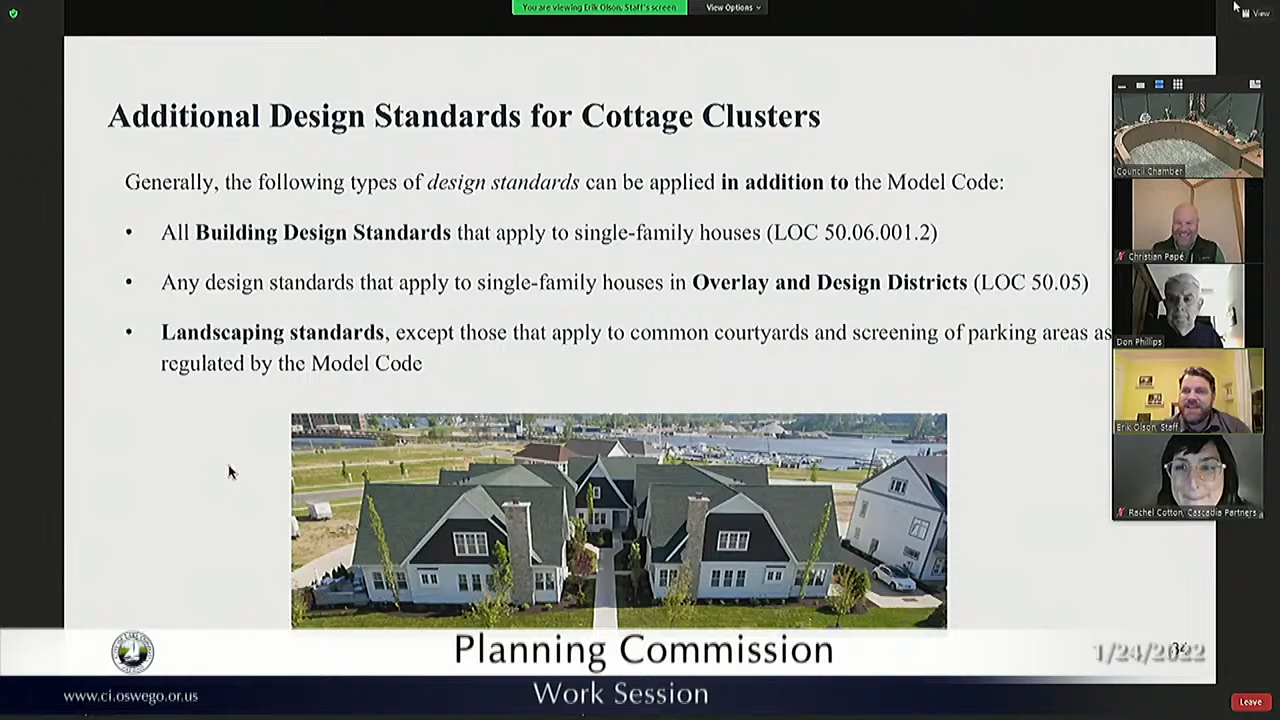 You are viewing Erik Olson, Staff's screen
View Options
View
Additional Design Standards for Cottage Clusters
Generally, the following types of design standards can be applied in addition to the Model Code:
• All Building Design Standards that apply to single-family houses (LOC 50.06.001.2)
• Any design standards that apply to single-family houses in Overlay and Design Districts (LOC 50.05)
• Landscaping standards, except those that apply to common courtyards and screening of parking areas as
regulated by the Model Code
Council Chamber
Christian Papé
Don Phillips
Erik Olson, Staff
Rachel Cotton, Cascadia Partners
Planning Commission
1/24/2022
www.ci.oswego.or.us
Work Session
Leave